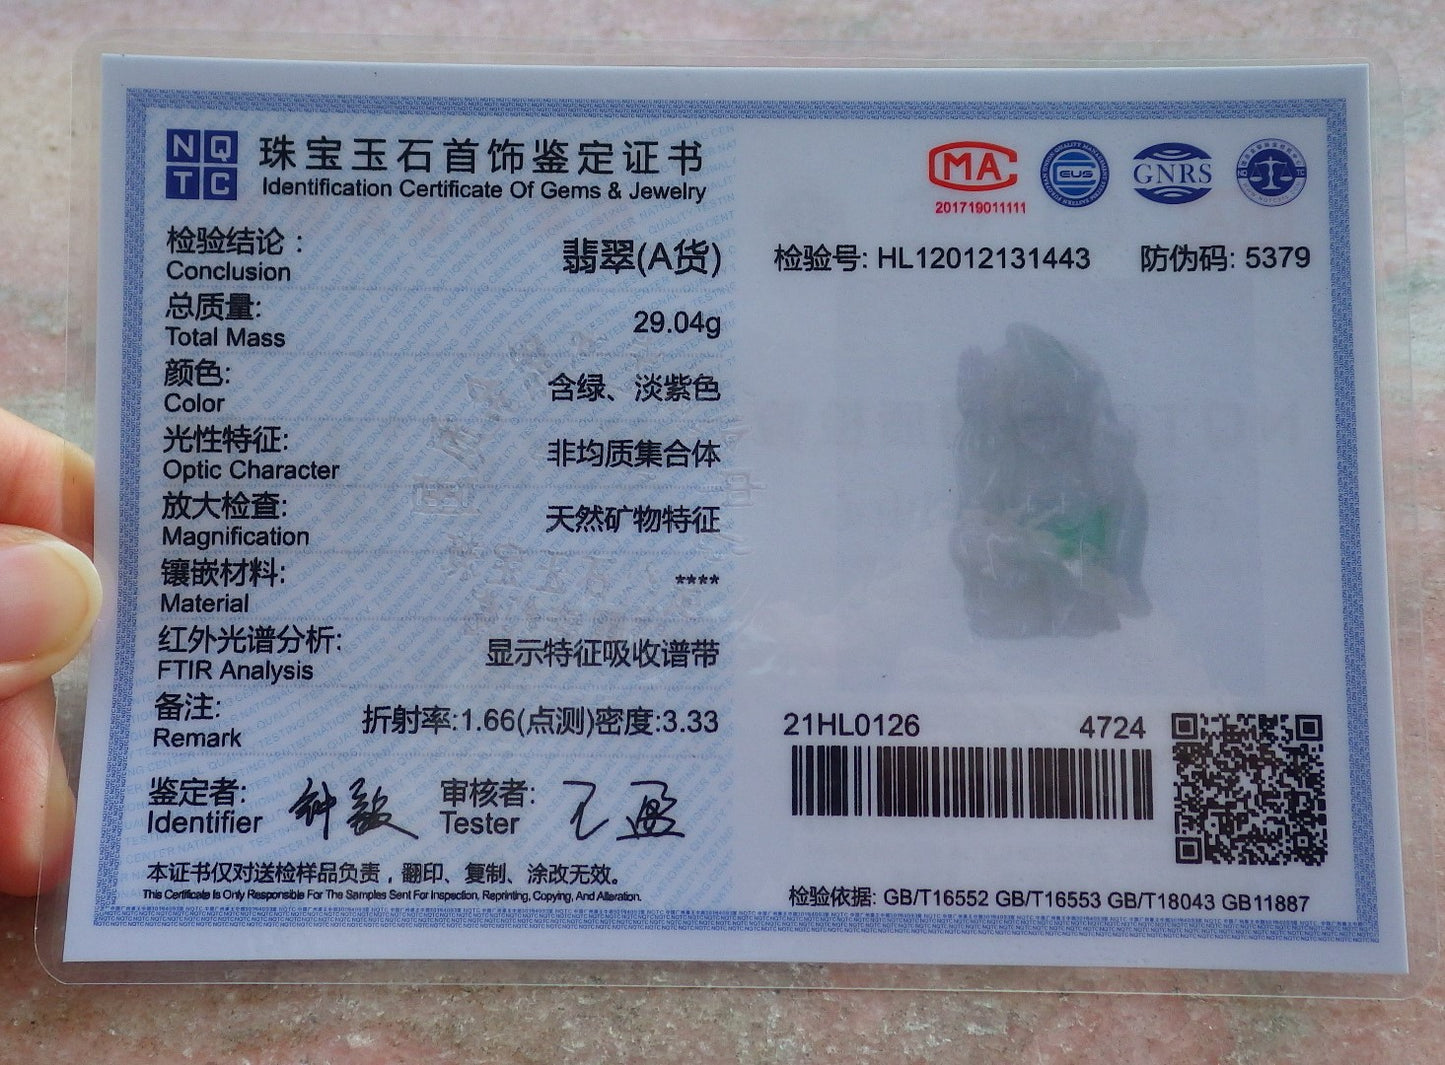 NQ
TC
珠宝玉石首饰鉴定证书
Identification Certificate Of Gems & Jewelry
检验结论：
Conclusion
翡翠(A货)
总质量:
Total Mass
29.04g
颜色:
Color
含绿、淡紫色
光性特征:
Optic Character
非均质集合体
放大检查:
Magnification
天然矿物特征
镶嵌材料:
Material
****
红外光谱分析:
FTIR Analysis
显示特征吸收谱带
备注:
Remark
折射率:1.66(点测)密度:3.33
鉴定者:
Identifier
审核者:
Tester
王盈
本证书仅对送检样品负责，翻印、复制、涂改无效。
This Certificate Is Only Responsible For The Samples Sent For Inspection, Reprinting, Copying, And Alteration.
MA
201719011111
EUS
GNRS
检验号: HL12012131443
防伪码: 5379
21HL0126
4724
检验依据: GB/T16552 GB/T16553 GB/T18043 GB11887